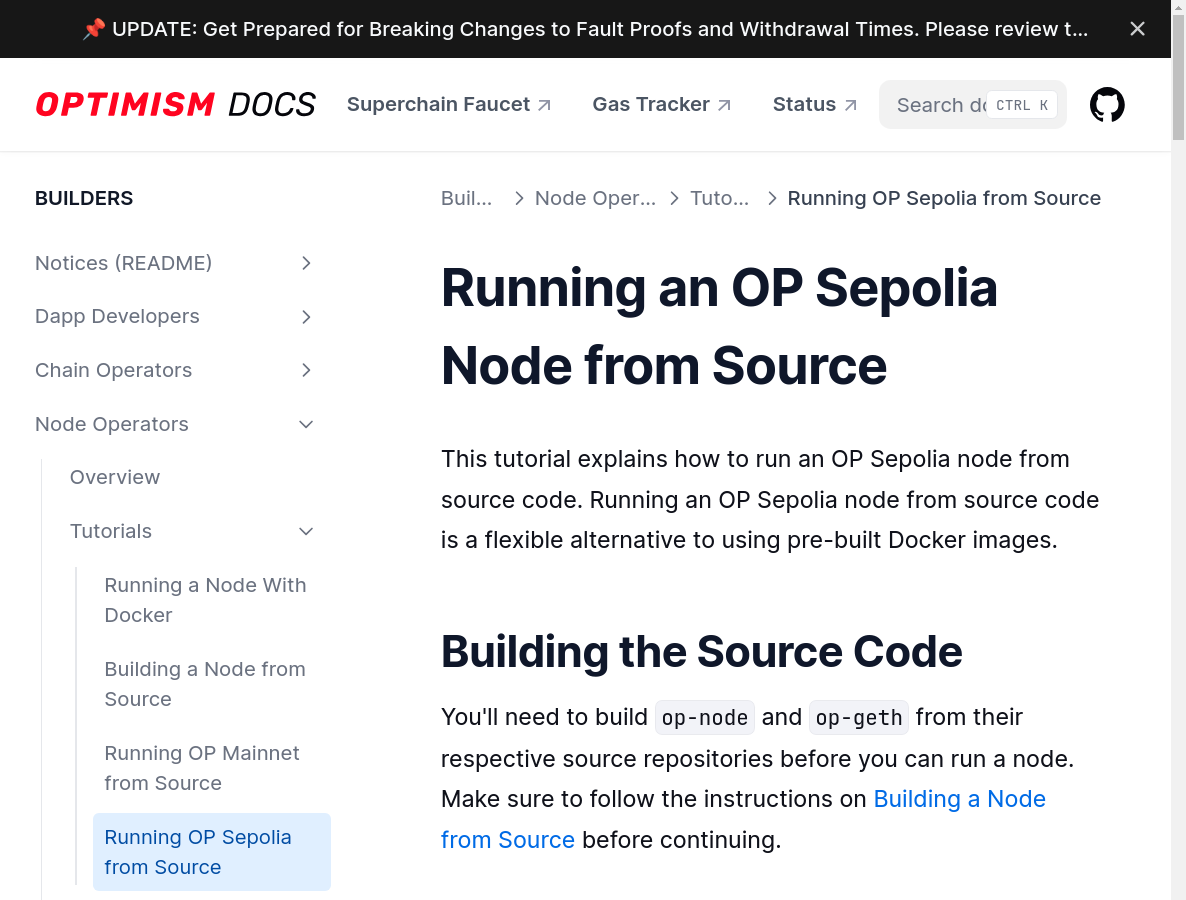 📌 UPDATE: Get Prepared for Breaking Changes to Fault Proofs and Withdrawal Times. Please review t...
OPTIMISM DOCS
Superchain Faucet
Gas Tracker
Status
Search do
CTRL K
BUILDERS
Notices (README)
Dapp Developers
Chain Operators
Node Operators
Overview
Tutorials
Running a Node With
Docker
Building a Node from
Source
Running OP Mainnet
from Source
Running OP Sepolia
from Source
Buil... > Node Oper... > Tuto... > Running OP Sepolia from Source
Running an OP Sepolia
Node from Source
This tutorial explains how to run an OP Sepolia node from
source code. Running an OP Sepolia node from source code
is a flexible alternative to using pre-built Docker images.
Building the Source Code
You'll need to build op-node and op-geth from their
respective source repositories before you can run a node.
Make sure to follow the instructions on Building a Node
from Source before continuing.